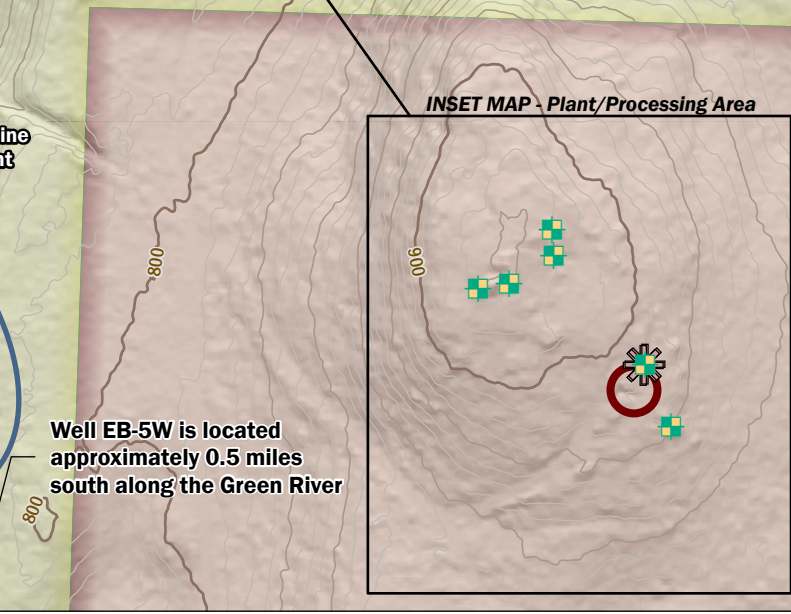 INSET MAP - Plant/Processing Area
ine
nt
800
900
Well EB-5W is located
approximately 0.5 miles
south along the Green River
800